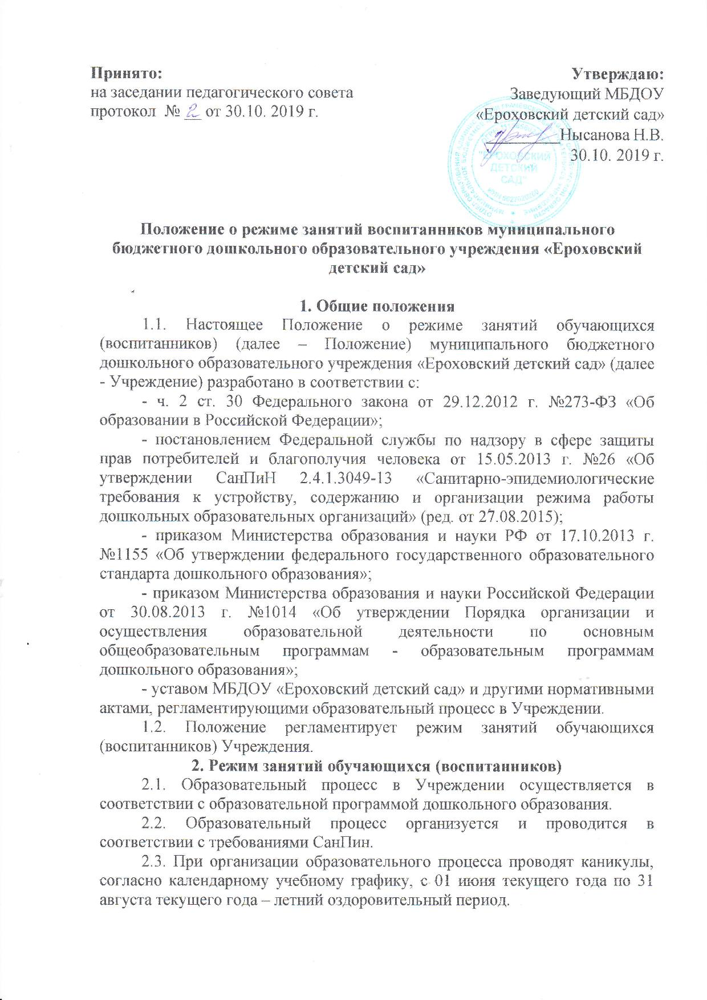 Принято:
на заседании педагогического совета
протокол № 2 от 30.10. 2019 г.
Утверждаю:
Заведующий МБДОУ
«Ероховский детский сад»
Нысанова Н.В.
30.10. 2019 г.
"ЕРОХОВСКИЙ
ДЕТСКИЙ
САД"
Положение о режиме занятий воспитанников муниципального
бюджетного дошкольного образовательного учреждения «Ероховский
детский сад»
1. Общие положения
1.1. Настоящее Положение о режиме занятий обучающихся
(воспитанников) (далее – Положение) муниципального бюджетного
дошкольного образовательного учреждения «Ероховский детский сад» (далее
- Учреждение) разработано в соответствии с:
- ч. 2 ст. 30 Федерального закона от 29.12.2012 г. №273-ФЗ «Об
образовании в Российской Федерации»;
- постановлением Федеральной службы по надзору в сфере защиты
прав потребителей и благополучия человека от 15.05.2013 г. №26 «Об
утверждении СанПиН 2.4.1.3049-13 «Санитарно-эпидемиологические
требования к устройству, содержанию и организации режима работы
дошкольных образовательных организаций» (ред. от 27.08.2015);
- приказом Министерства образования и науки РФ от 17.10.2013 г.
№1155 «Об утверждении федерального государственного образовательного
стандарта дошкольного образования»;
- приказом Министерства образования и науки Российской Федерации
от 30.08.2013 г. №1014 «Об утверждении Порядка организации и
осуществления образовательной деятельности по основным
общеобразовательным программам - образовательным программам
дошкольного образования»;
- уставом МБДОУ «Ероховский детский сад» и другими нормативными
актами, регламентирующими образовательный процесс в Учреждении.
1.2. Положение регламентирует режим занятий обучающихся
(воспитанников) Учреждения.
2. Режим занятий обучающихся (воспитанников)
2.1. Образовательный процесс в Учреждении осуществляется в
соответствии с образовательной программой дошкольного образования.
2.2. Образовательный процесс организуется и проводится в
соответствии с требованиями СанПин.
2.3. При организации образовательного процесса проводят каникулы,
согласно календарному учебному графику, с 01 июня текущего года по 31
августа текущего года – летний оздоровительный период.